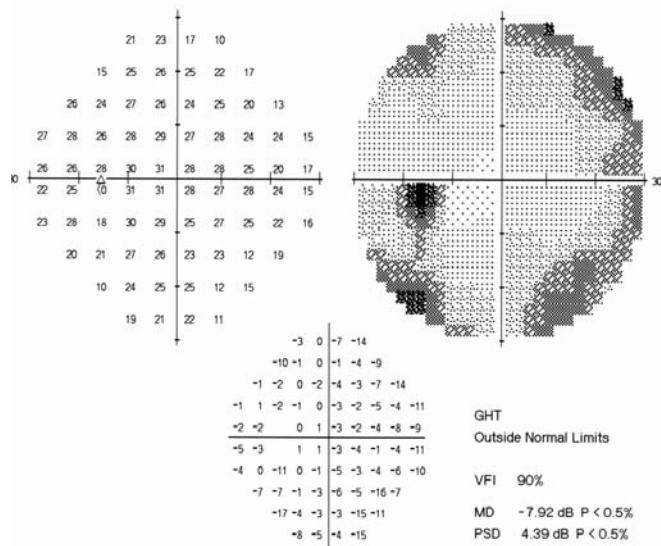 21 23 17 10
15 25 26 25 22 17
26 24 27 26 24 25 20 13
27 28 26 28 29 27 28 24 24 15
26 26 28 30 31 28 28 25 20 17
30
22 25 (0 31 31 28 27 28 24 15
23 28 18 30 29 25 27 25 22 16
20 21 27 26 23 23 12 19
10 24 25 25 12 15
19 21 22 11
-3 0 -7 -14
-10 -1 0 -1 -4 -9
-1 -2 0 -2 -4 -3 -7 -14
-1 1 -2 -1 0 -3 -2 -5 -4 -11
-2 -2 0 1 -3 -2 -4 -8 -9
-5 -3 1 1 -3 -4 -1 -4 -11
-4 0 -11 0 -1 -5 -3 -4 -6 -10
-7 -7 -1 -3 -6 -5 -16 -7
-17 -4 -3 -3 -15 -11
-8 -5 -4 -15
GHT
Outside Normal Limits
VFI 90%
MD -7.92 dB P < 0.5%
PSD 4.39 dB P < 0.5%